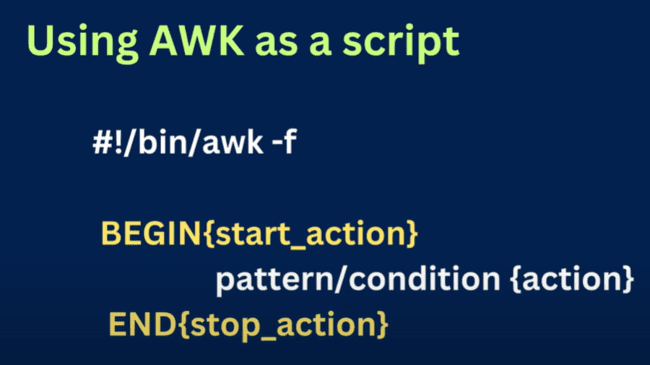 Using AWK as a script
#!/bin/awk -f
BEGIN{start_action}
pattern/condition {action}
END{stop_action}